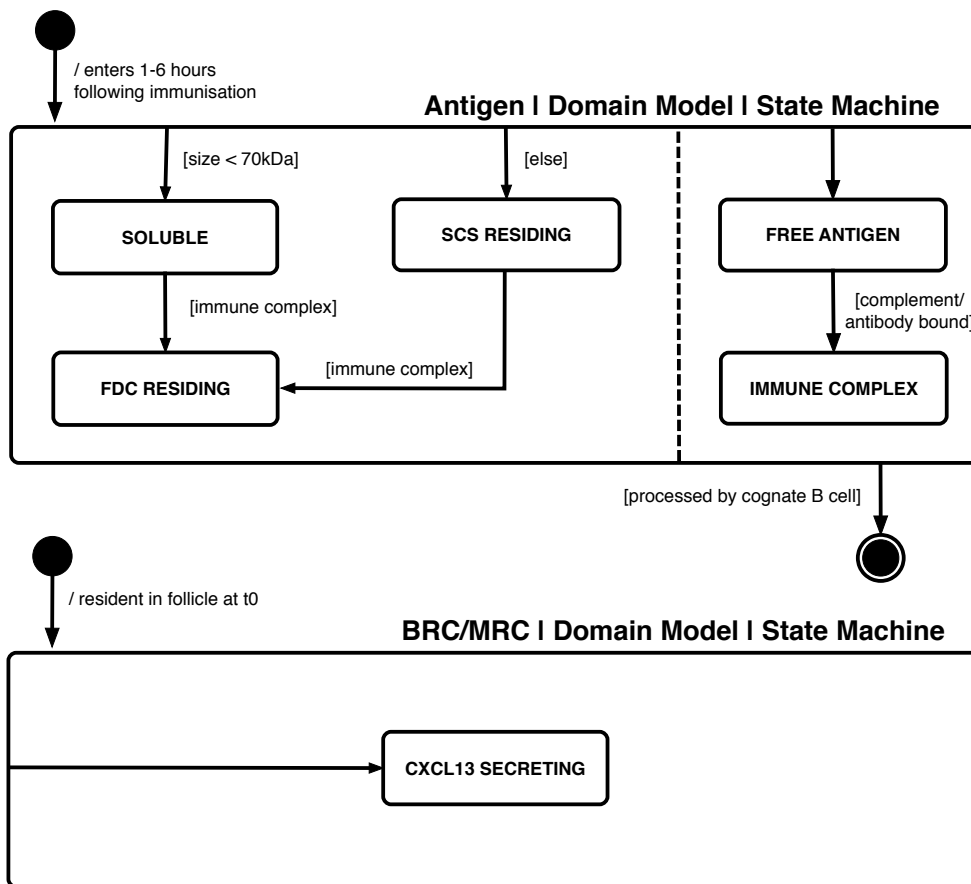 / enters 1-6 hours
following immunisation
Antigen | Domain Model | State Machine
[size < 70kDa]
[else]
SOLUBLE
SCS RESIDING
FREE ANTIGEN
[immune complex]
[complement/
antibody bound]
[immune complex]
FDC RESIDING
IMMUNE COMPLEX
[processed by cognate B cell]
/ resident in follicle at t0
BRC/MRC | Domain Model | State Machine
CXCL13 SECRETING